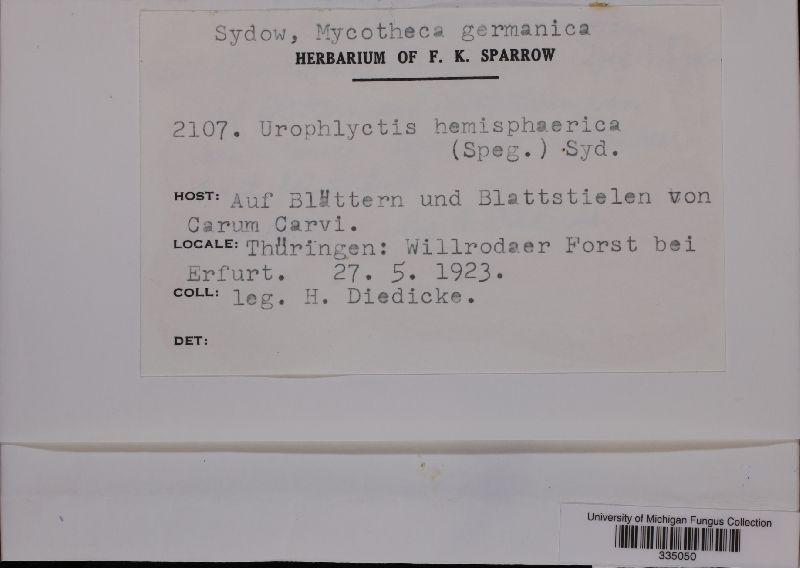 Sydow, Mycotheca germanica
HERBARIUM OF F. K. SPARROW
2107. Urophlyctis hemisphaerica
(Speg.) Syd.
HOST: Auf Blättern und Blattstielen von
Carum Carvi.
LOCALE: Thüringen: Willrodaer Forst bei
Erfurt. 27. 5. 1923.
COLL: leg. H. Diedicke.
DET:
University of Michigan Fungus Collection
335050